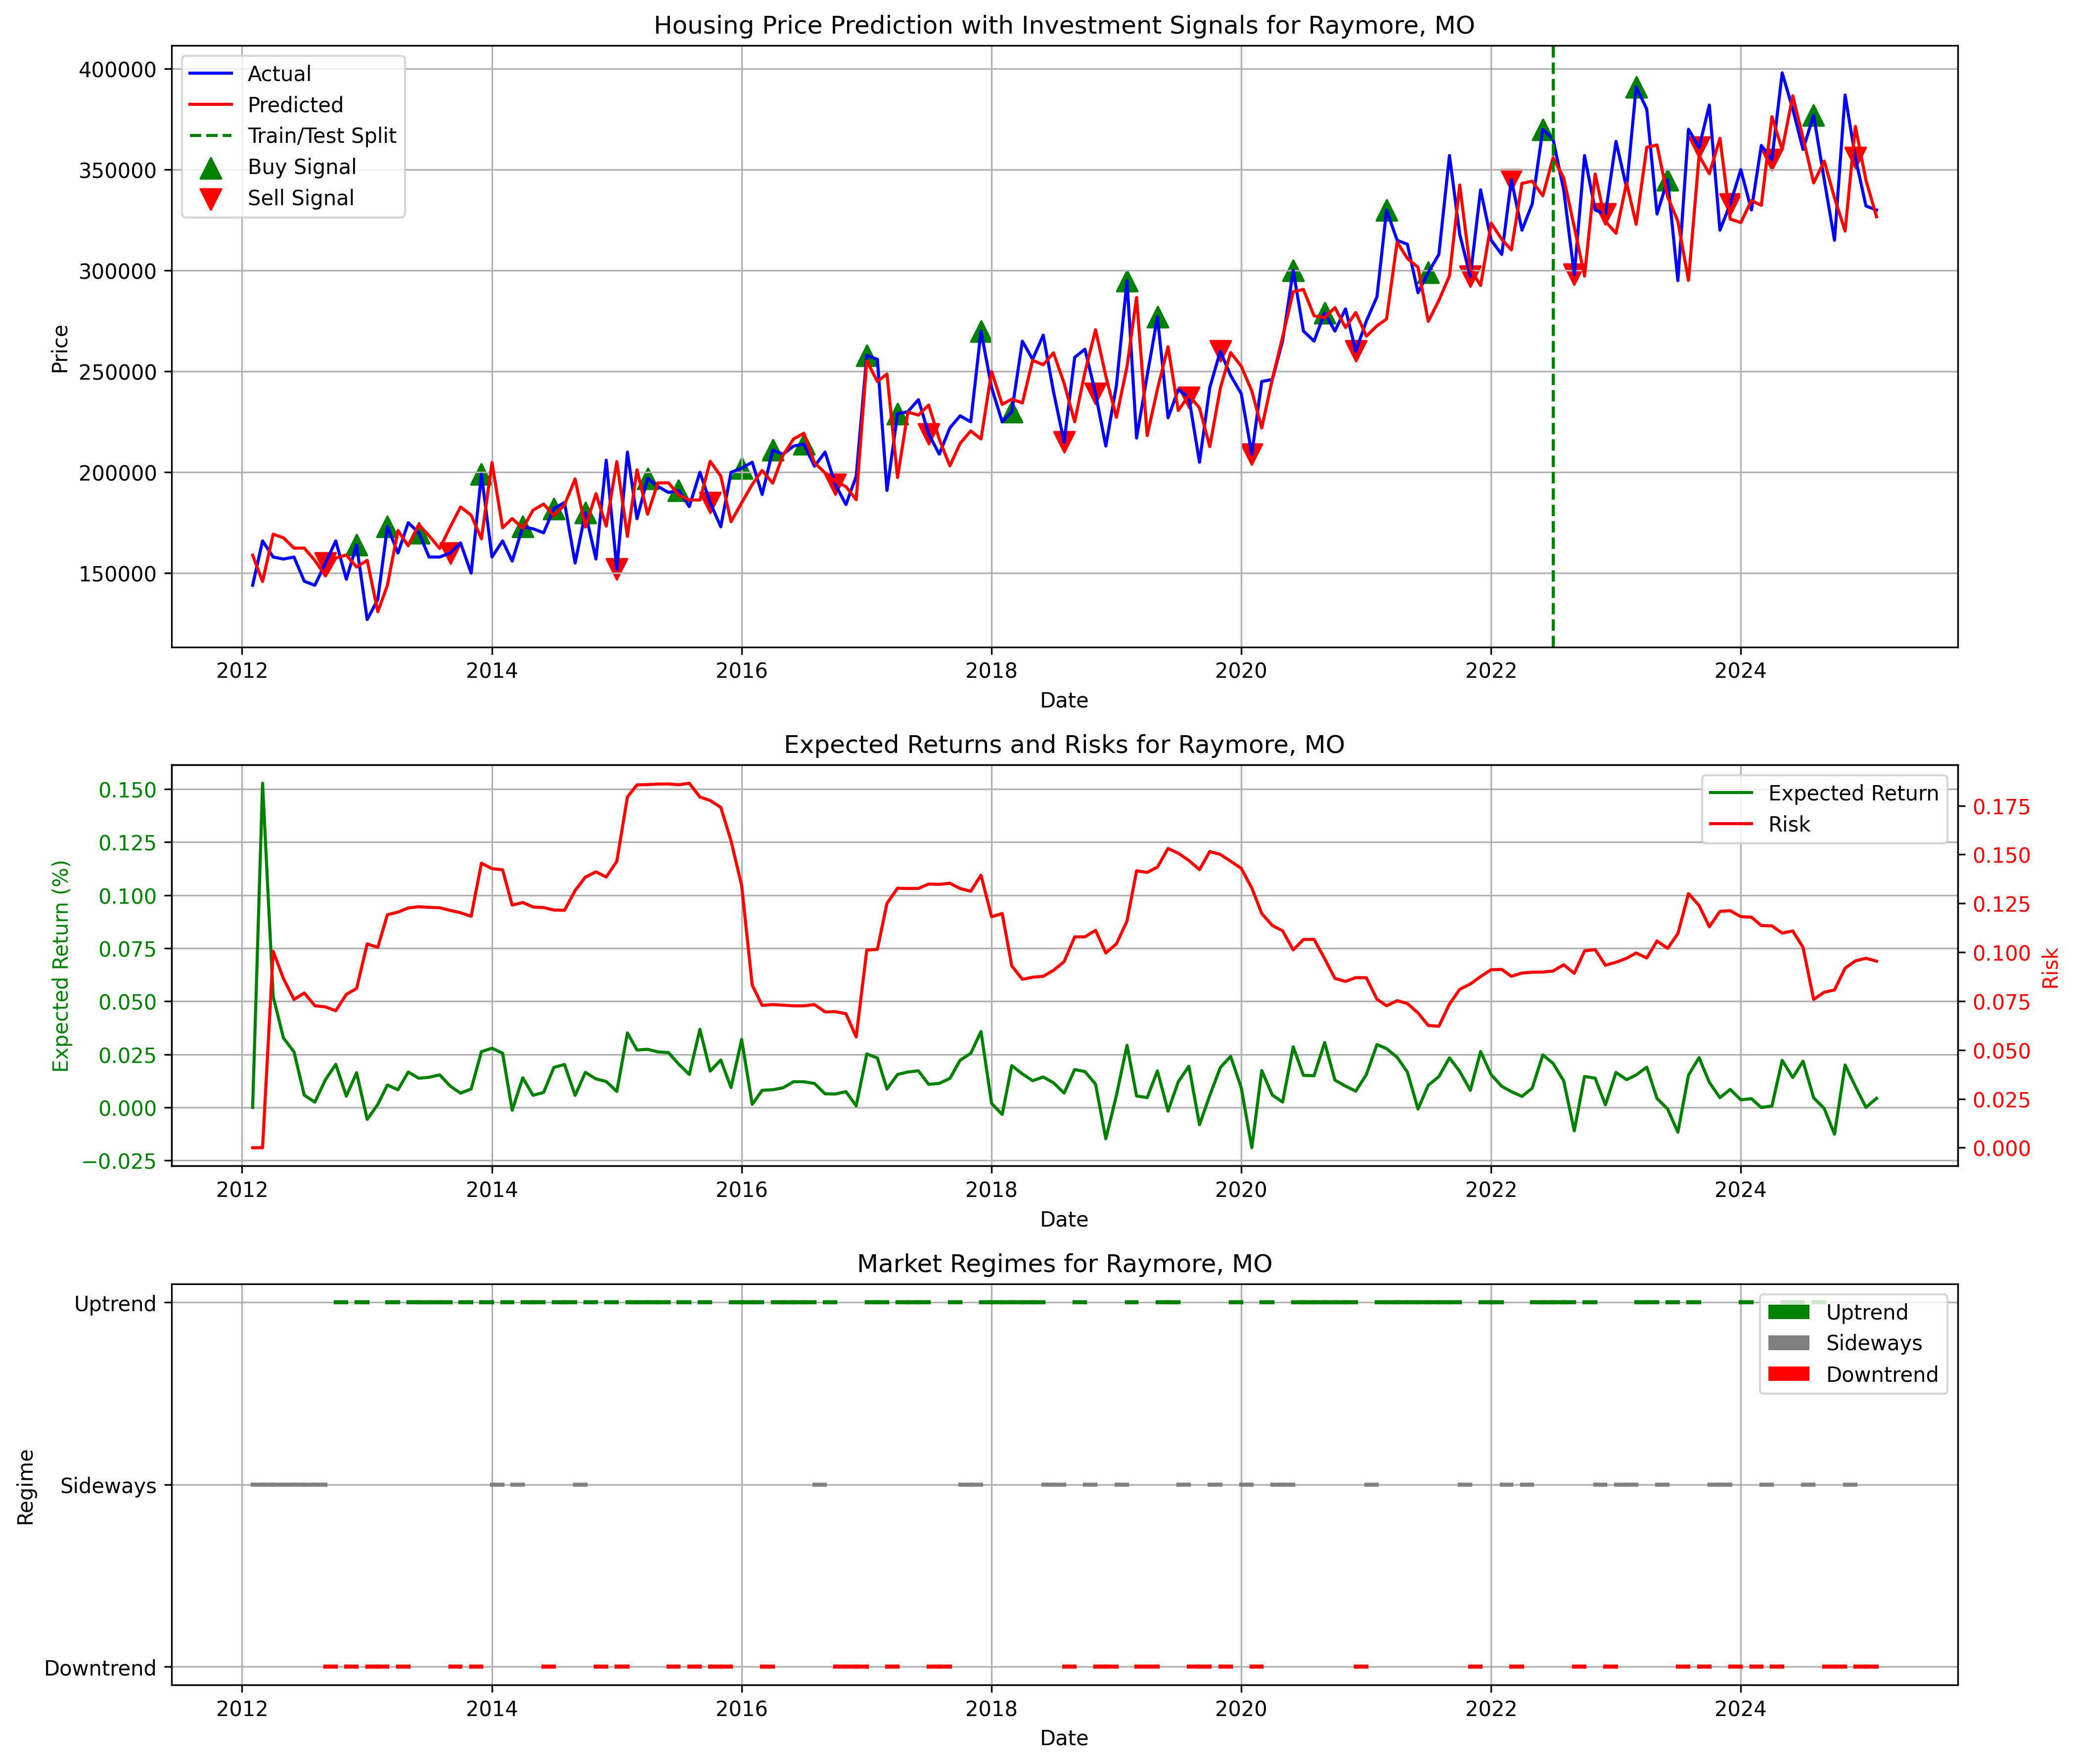 Housing Price Prediction with Investment Signals for Raymore, MO
Actual
Predicted
Train/Test Split
Buy Signal
Sell Signal
Price
400000
350000
300000
250000
200000
150000
2012 2014 2016 2018 2020 2022 2024
Date
Expected Returns and Risks for Raymore, MO
Expected Return
Risk
Expected Return (%)
0.150
0.125
0.100
0.075
0.050
0.025
0.000
−0.025
Risk
0.175
0.150
0.125
0.100
0.075
0.050
0.025
0.000
2012 2014 2016 2018 2020 2022 2024
Date
Market Regimes for Raymore, MO
Uptrend
Sideways
Downtrend
Regime
Uptrend
Sideways
Downtrend
2012 2014 2016 2018 2020 2022 2024
Date